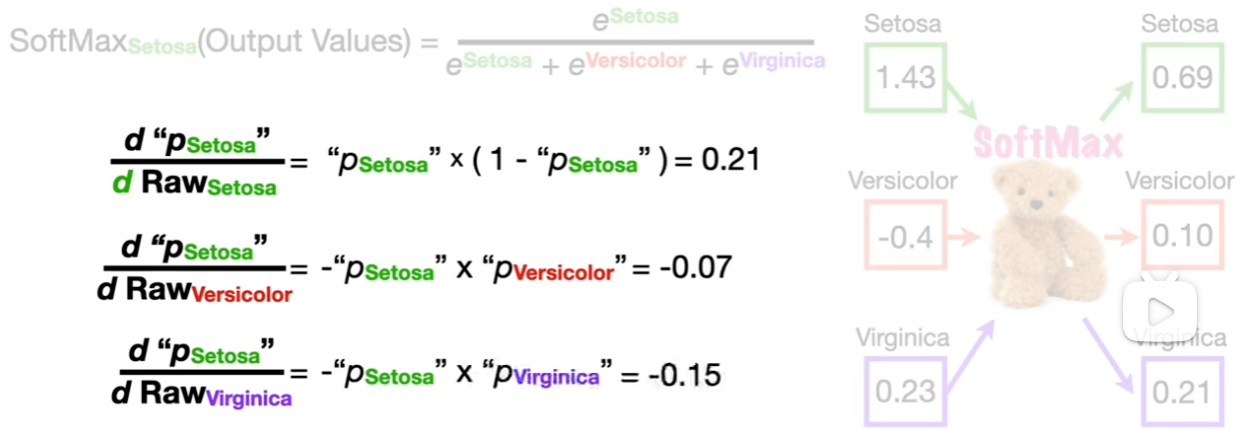 SoftMaxSetosa(Output Values) = eSetosa / eSetosa + eVersicolor + eVirginica
d “pSetosa” / d RawSetosa = “pSetosa” × ( 1 - “pSetosa” ) = 0.21
d “pSetosa” / d RawVersicolor = -“pSetosa” x “pVersicolor” = -0.07
d “pSetosa” / d RawVirginica = -“pSetosa” x “pVirginica” = -0.15
Setosa
1.43
Setosa
0.69
SoftMax
Versicolor
-0.4
Versicolor
0.10
Virginica
0.23
Virginica
0.21